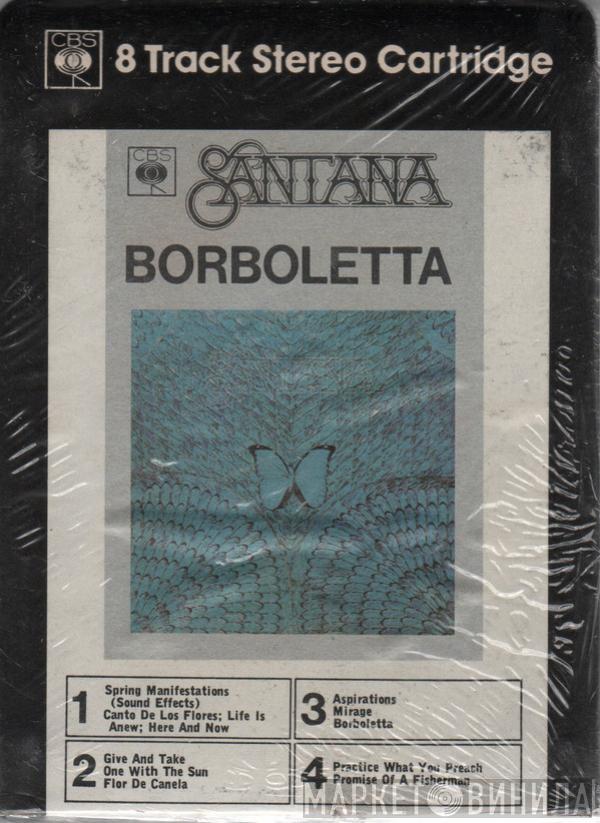 CBS
8 Track Stereo Cartridge
CBS
SANTANA
BORBOLETTA
1
Spring Manifestations
(Sound Effects)
Canto De Los Flores; Life Is
Anew; Here And Now
2
Give And Take
One With The Sun
Flor De Canela
3
Aspirations
Mirage
Borboletta
4
Practice What You Preach
Promise Of A Fisherman
МАРКЕТ ВИНИЛА